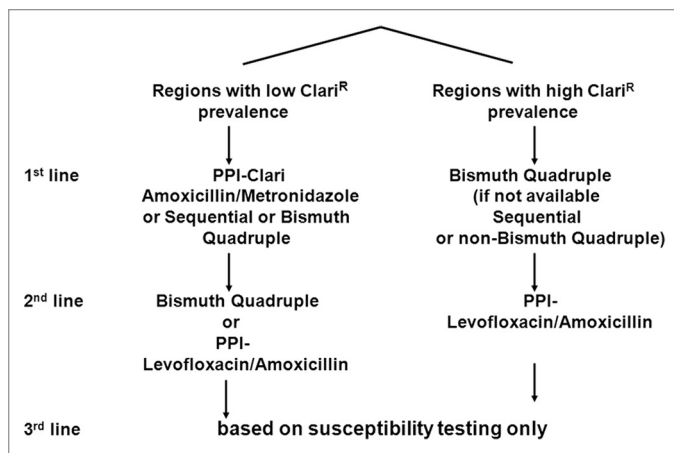 Regions with low Clariᴿ
prevalence
Regions with high Clariᴿ
prevalence
1st line
PPI-Clari
Amoxicillin/Metronidazole
or Sequential or Bismuth
Quadruple
Bismuth Quadruple
(if not available
Sequential
or non-Bismuth Quadruple)
2nd line
Bismuth Quadruple
or
PPI-
Levofloxacin/Amoxicillin
PPI-
Levofloxacin/Amoxicillin
3rd line
based on susceptibility testing only